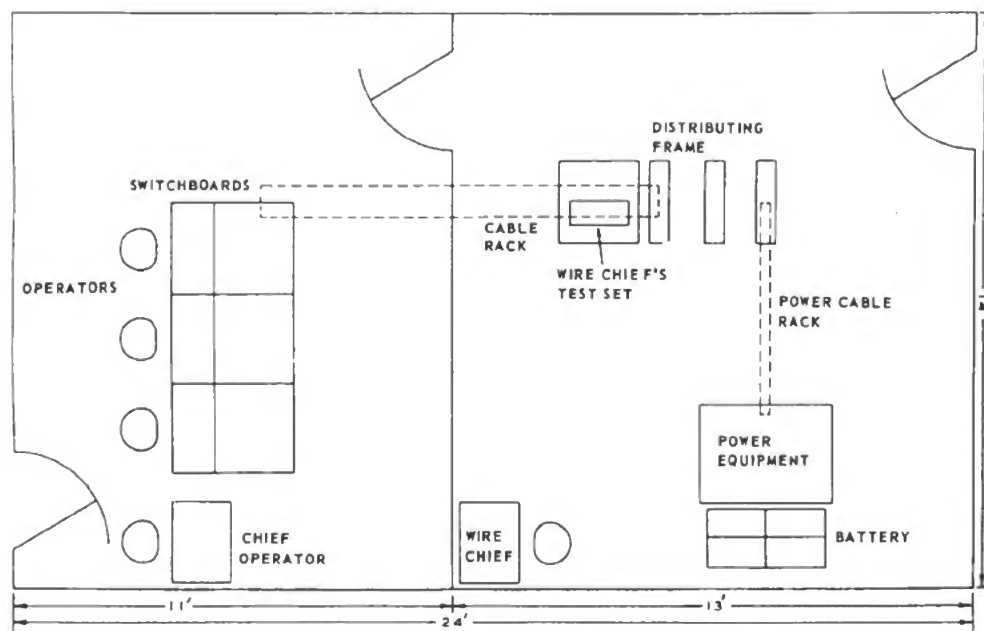 DISTRIBUTING
FRAME
SWITCHBOARDS
CABLE
RACK
WIRE CHIEF'S
TEST SET
OPERATORS
POWER CABLE
RACK
POWER
EQUIPMENT
CHIEF
OPERATOR
WIRE
CHIEF
BATTERY
11'
13'
24'